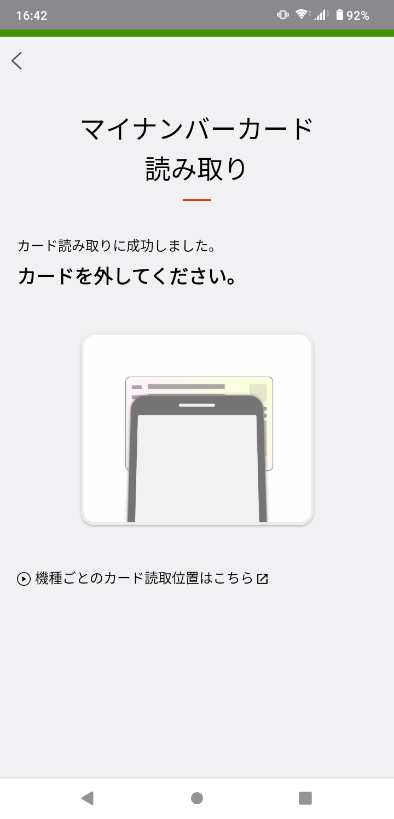 16:42
92%
マイナンバーカード
読み取り
カード読み取りに成功しました。
カードを外してください。
機種ごとのカード読取位置はこちら